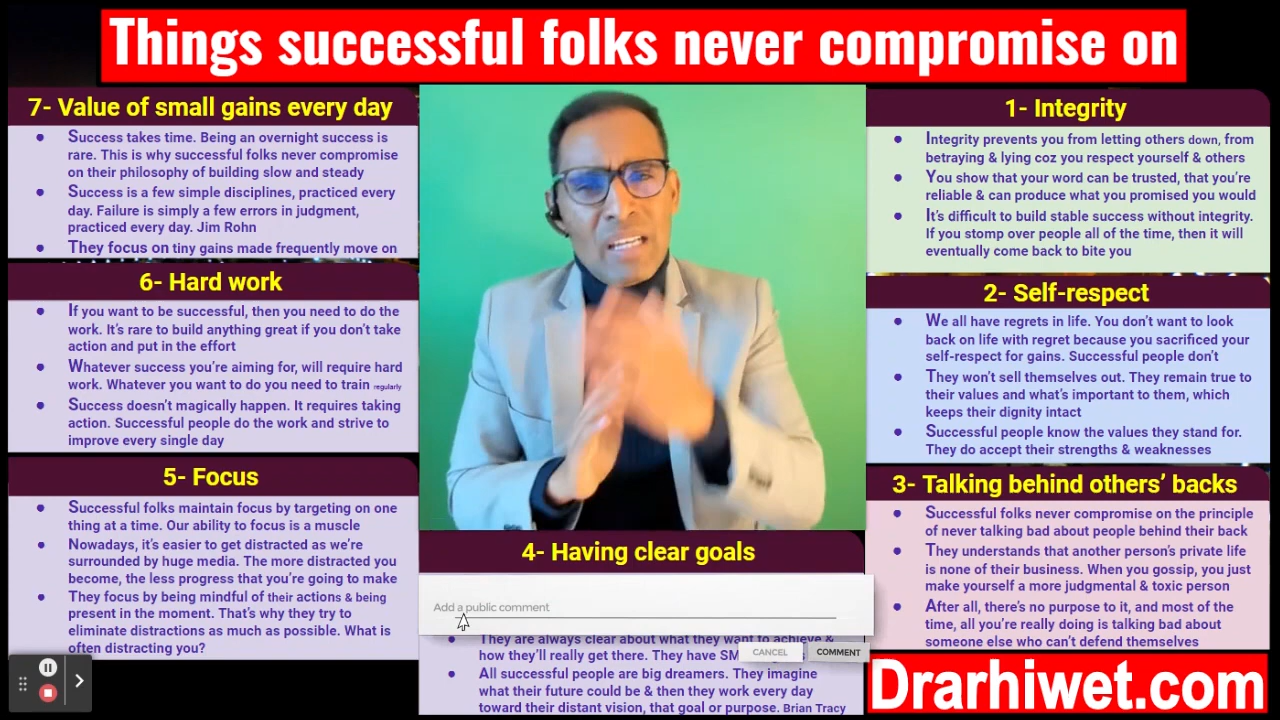 Things successful folks never compromise on
7- Value of small gains every day
● Success takes time. Being an overnight success is
rare. This is why successful folks never compromise
on their philosophy of building slow and steady
● Success is a few simple disciplines, practiced every
day. Failure is simply a few errors in judgment,
practiced every day. Jim Rohn
● They focus on tiny gains made frequently move on
6- Hard work
● If you want to be successful, then you need to do the
work. It's rare to build anything great if you don't take
action and put in the effort
● Whatever success you're aiming for, will require hard
work. Whatever you want to do you need to train regularly
● Success doesn't magically happen. It requires taking
action. Successful people do the work and strive to
improve every single day
5- Focus
● Successful folks maintain focus by targeting on one
thing at a time. Our ability to focus is a muscle
● Nowadays, it's easier to get distracted as we're
surrounded by huge media. The more distracted you
become, the less progress that you're going to make
● They focus by being mindful of their actions & being
present in the moment. That's why they try to
eliminate distractions as much as possible. What is
often distracting you?
1- Integrity
● Integrity prevents you from letting others down, from
betraying & lying coz you respect yourself & others
● You show that your word can be trusted, that you're
reliable & can produce what you promised you would
● It's difficult to build stable success without integrity.
If you stomp over people all of the time, then it will
eventually come back to bite you
2- Self-respect
● We all have regrets in life. You don't want to look
back on life with regret because you sacrificed your
self-respect for gains. Successful people don't
● They won't sell themselves out. They remain true to
their values and what's important to them, which
keeps their dignity intact
● Successful people know the values they stand for.
They do accept their strengths & weaknesses
3- Talking behind others' backs
● Successful folks never compromise on the principle
of never talking bad about people behind their back
● They understands that another person's private life
is none of their business. When you gossip, you just
make yourself a more judgmental & toxic person
● After all, there's no purpose to it, and most of the
time, all you're really doing is talking bad about
someone else who can't defend themselves
4- Having clear goals
Add a public comment
● They are always clear about what they want to achieve &
how they'll really get there. They have
CANCEL COMMENT
● All successful people are big dreamers. They imagine
what their future could be & then they work every day
toward their distant vision, that goal or purpose. Brian Tracy
Drarhiwet.com